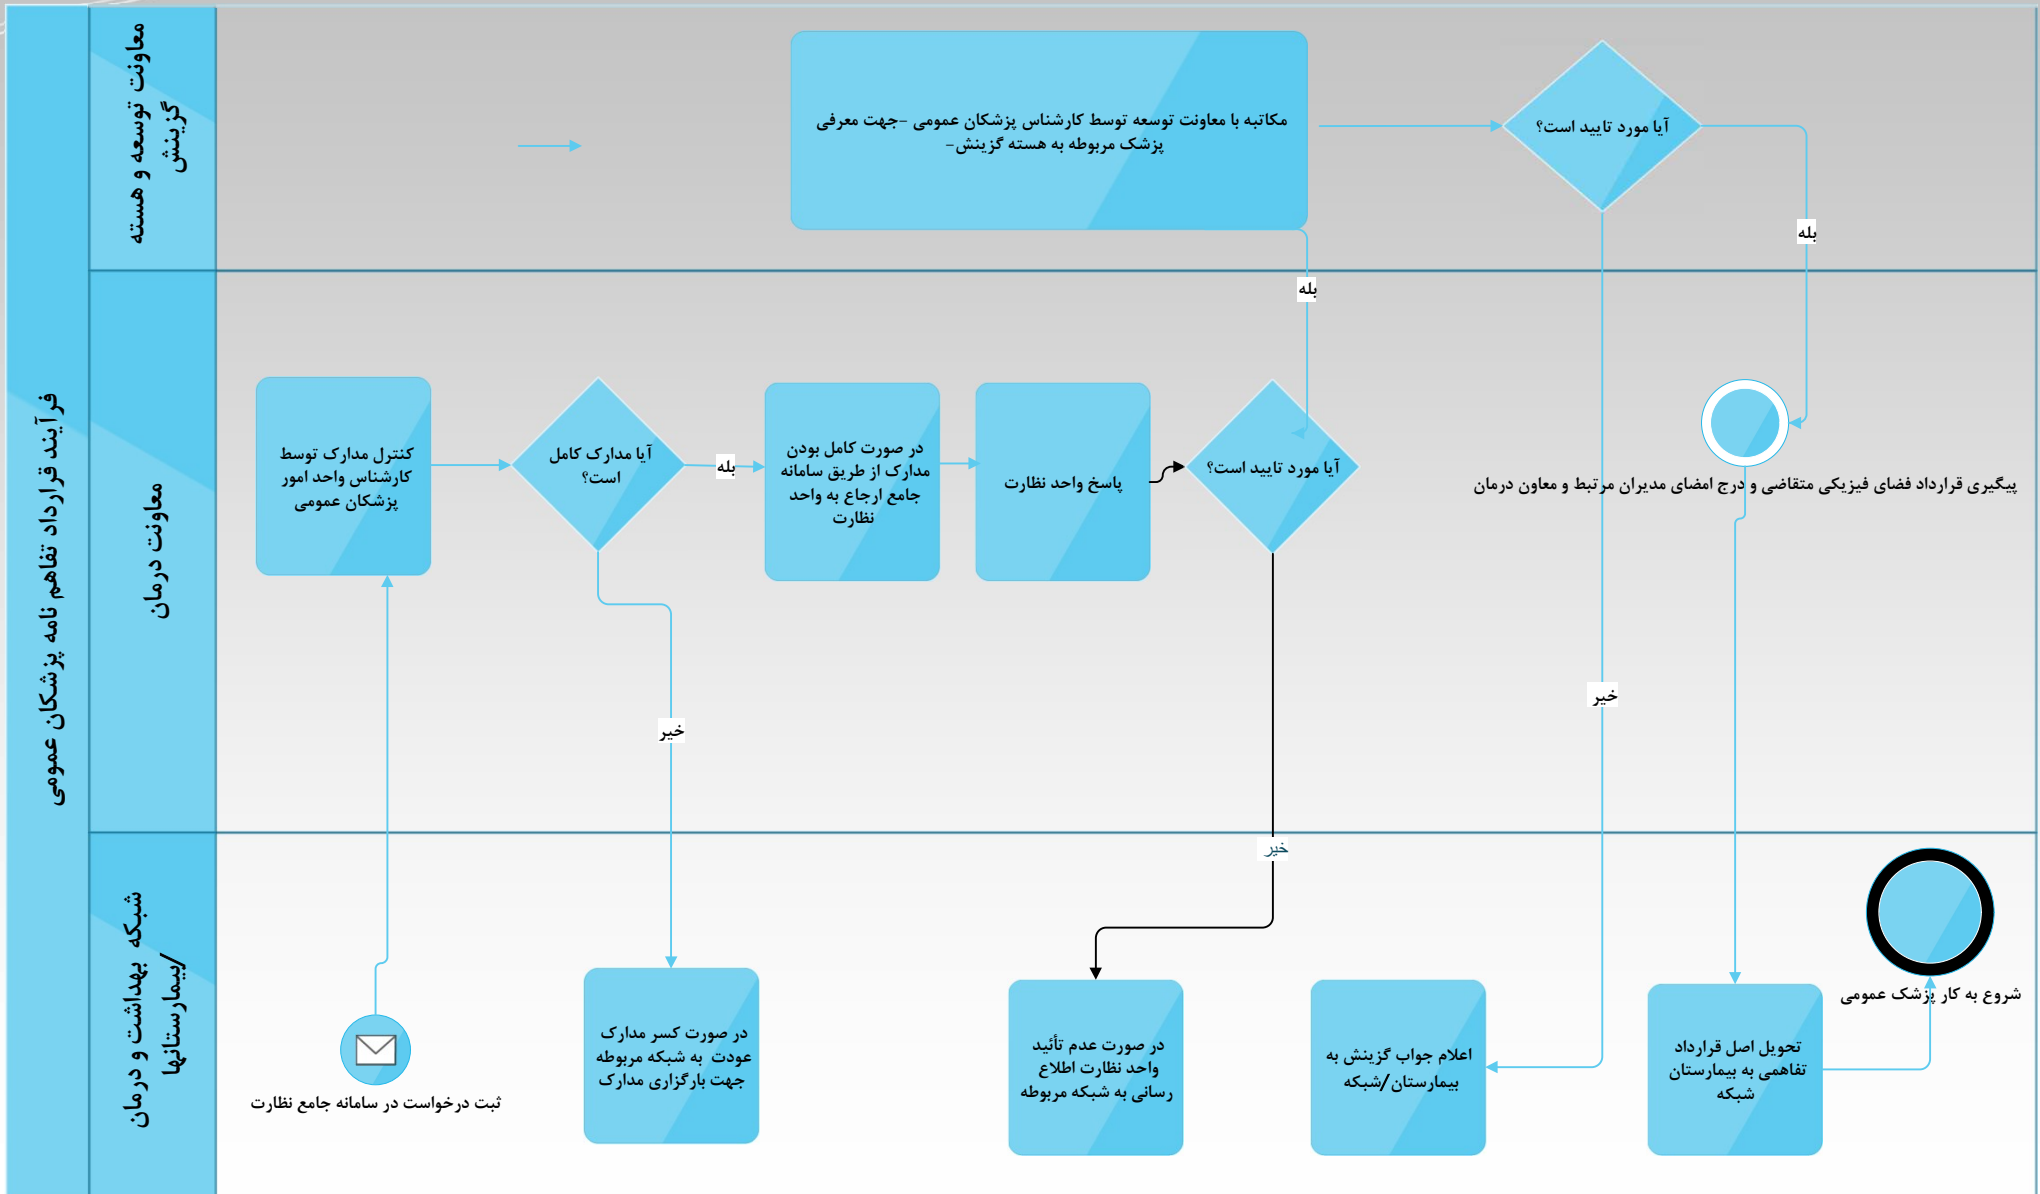 فرآیند قرارداد تفاهم نامه پزشکان عمومی
معاونت توسعه و هسته
گزینش
مکاتبه با معاونت توسعه توسط کارشناس پزشکان عمومی -جهت معرفی
پزشک مربوطه به هسته گزینش-
آیا مورد تایید است؟
بله
بله
معاونت درمان
کنترل مدارک توسط
کارشناس واحد امور
پزشکان عمومی
آیا مدارک کامل
است؟
بله
در صورت کامل بودن
مدارک از طریق سامانه
جامع ارجاع به واحد
نظارت
پاسخ واحد نظارت
آیا مورد تایید است؟
پیگیری قرارداد فضای فیزیکی متقاضی و درج امضای مدیران مرتبط و معاون درمان
خیر
خیر
خیر
شبکه بهداشت و درمان
/بیمارستانها
ثبت درخواست در سامانه جامع نظارت
در صورت کسر مدارک
عودت به شبکه مربوطه
جهت بارگزاری مدارک
در صورت عدم تأئید
واحد نظارت اطلاع
رسانی به شبکه مربوطه
اعلام جواب گزینش به
بیمارستان/شبکه
تحویل اصل قرارداد
تفاهمی به بیمارستان
شبکه
شروع به کار پزشک عمومی